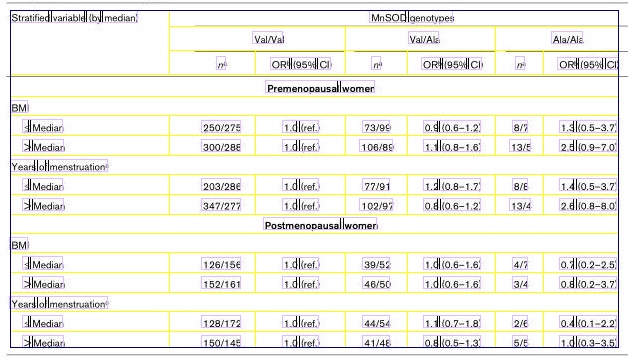 Stratified variable (by median) MnSOD genotypes
Val/Val Val/Ala Ala/Ala
n OR (95% CI) n OR (95% CI) n OR (95% CI)
Premenopausal women
BMI
≤ Median 250/275 1.0 (ref.) 73/99 0.9 (0.6–1.2) 8/7 1.3 (0.5–3.7)
> Median 300/288 1.0 (ref.) 106/89 1.1 (0.8–1.6) 13/5 2.5 (0.9–7.0)
Years of menstruation
≤ Median 203/286 1.0 (ref.) 77/91 1.2 (0.8–1.7) 8/8 1.4 (0.5–3.7)
> Median 347/277 1.0 (ref.) 102/97 0.8 (0.6–1.2) 13/4 2.6 (0.8–8.0)
Postmenopausal women
BMI
≤ Median 126/156 1.0 (ref.) 39/52 1.0 (0.6–1.6) 4/7 0.7 (0.2–2.5)
> Median 152/161 1.0 (ref.) 46/50 1.0 (0.6–1.6) 3/4 0.8 (0.2–3.7)
Years of menstruation
≤ Median 128/172 1.0 (ref.) 44/54 1.1 (0.7–1.8) 2/6 0.4 (0.1–2.2)
> Median 150/145 1.0 (ref.) 41/48 0.8 (0.5–1.3) 5/5 1.0 (0.3–3.5)